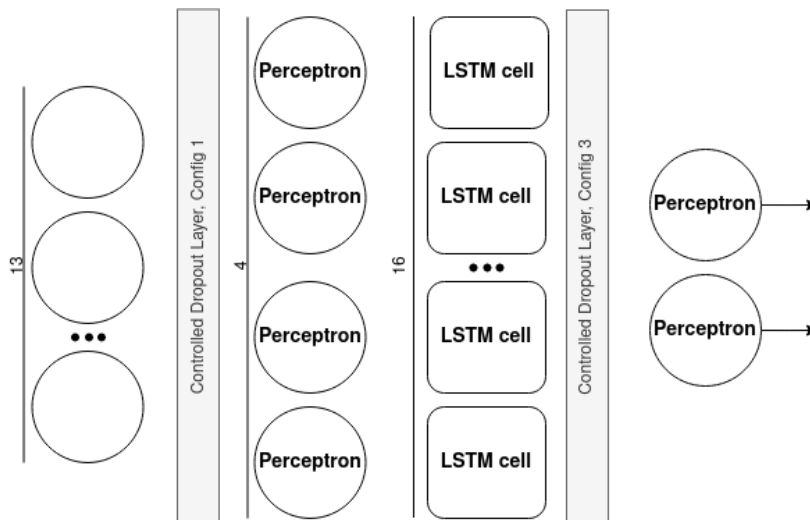 13
Controlled Dropout Layer, Config 1
4
Perceptron
Perceptron
Perceptron
Perceptron
16
LSTM cell
LSTM cell
LSTM cell
LSTM cell
Controlled Dropout Layer, Config 3
Perceptron
Perceptron